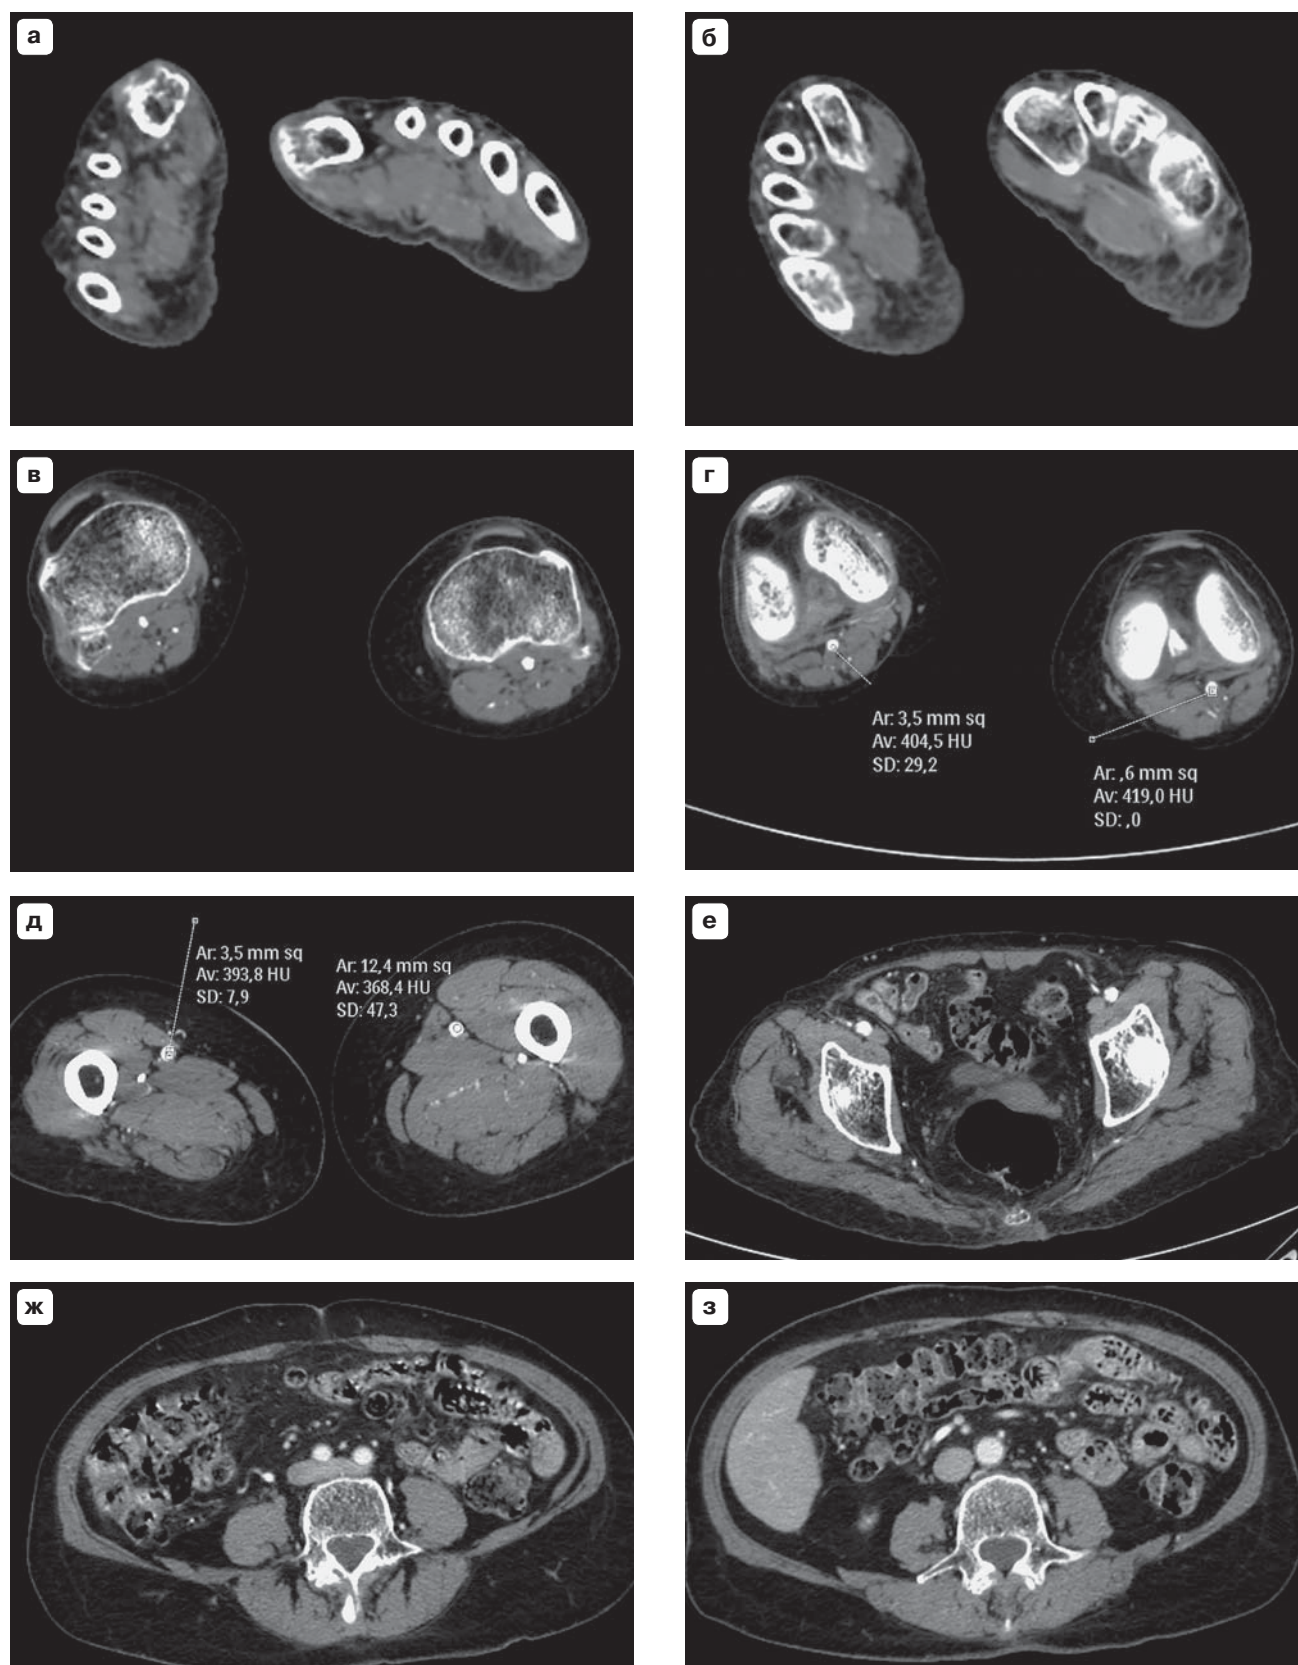 а
б
в
г
Ar: 3,5 mm sq
Av: 404,5 HU
SD: 29,2
Ar: ,6 mm sq
Av: 419,0 HU
SD: ,0
д
Ar: 3,5 mm sq
Av: 393,8 HU
SD: 7,9
Ar: 12,4 mm sq
Av: 368,4 HU
SD: 47,3
е
ж
з